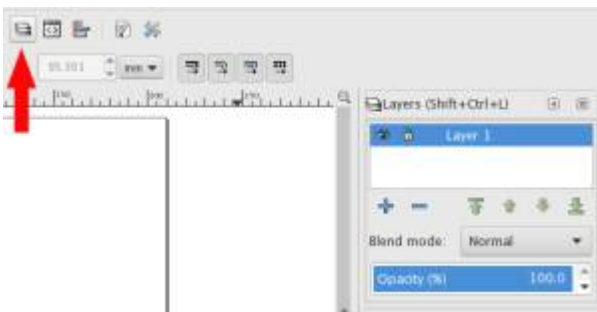 mm
Layers (Shift+Ctrl+L)
Layer 1
Blend mode: Normal
Opacity (%) 100.0